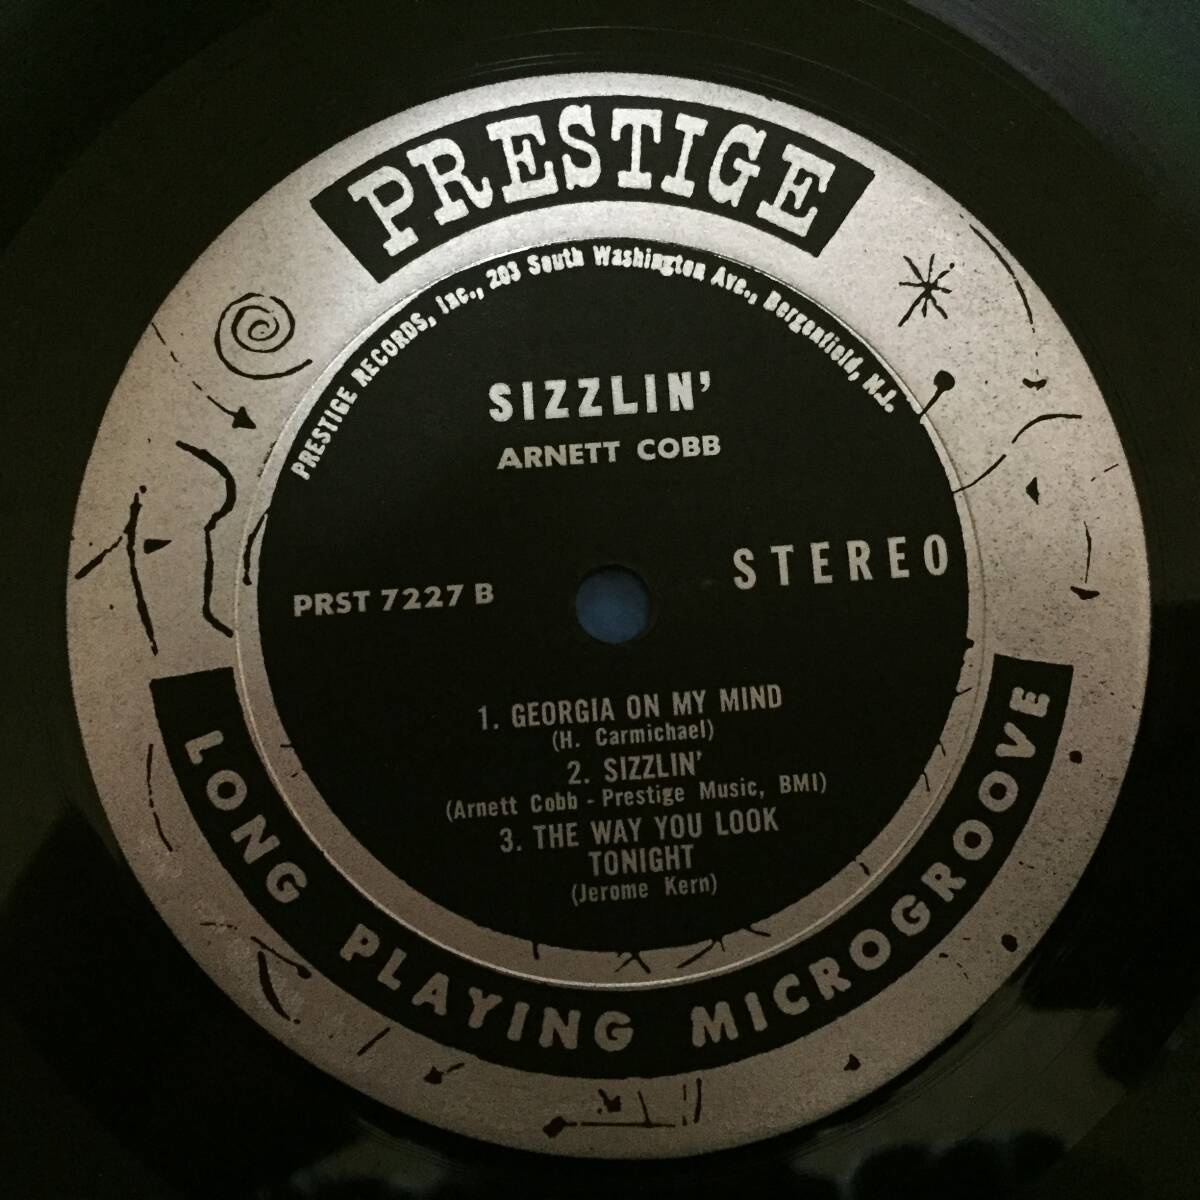 PRESTIGE
PRESTIGE RECORDS, Inc., 203 South Washington Ave., Bergenfield, N.J.
SIZZLIN'
ARNETT COBB
STEREO
PRST 7227 B
1. GEORGIA ON MY MIND
(H. Carmichael)
2. SIZZLIN'
(Arnett Cobb - Prestige Music, BMI)
3. THE WAY YOU LOOK
TONIGHT
(Jerome Kern)
LONG PLAYING MICROGROOVE